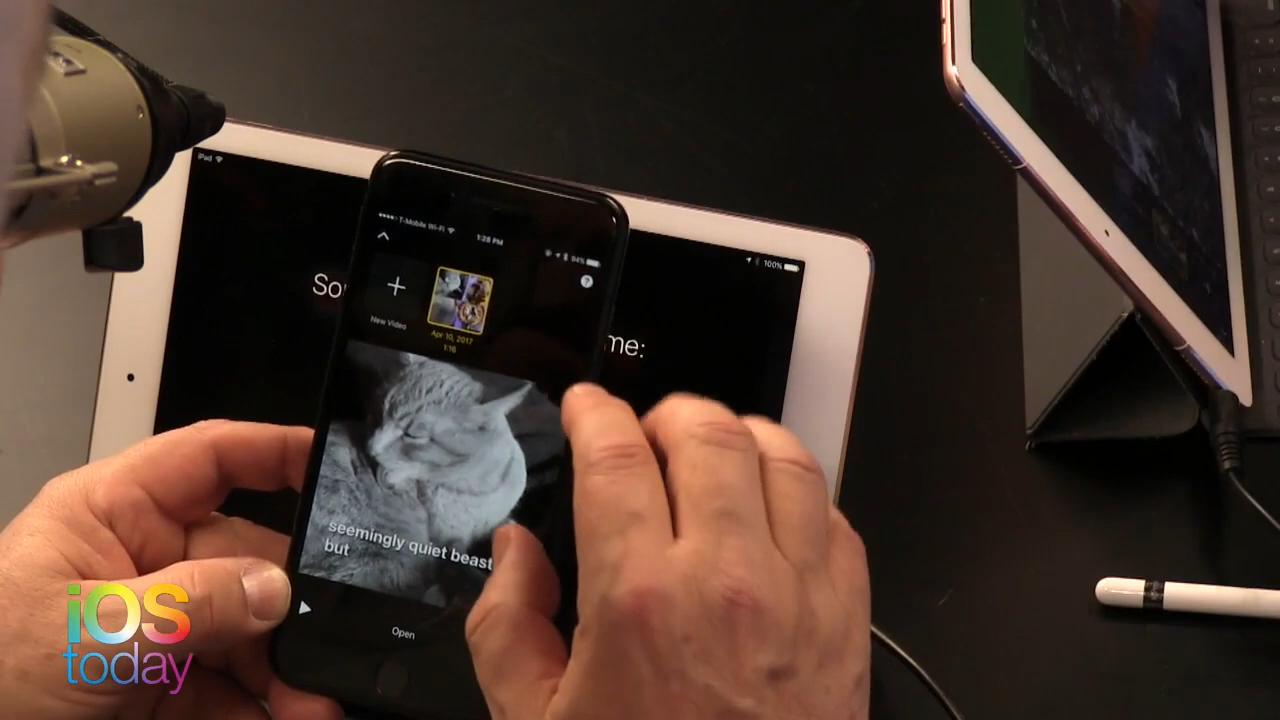 iPad
100%
So
me:
T-Mobile Wi-Fi
1:28 PM
94%
?
New Video
Apr 10, 2017
1:16
seemingly quiet beast
but
Open
iOS
today